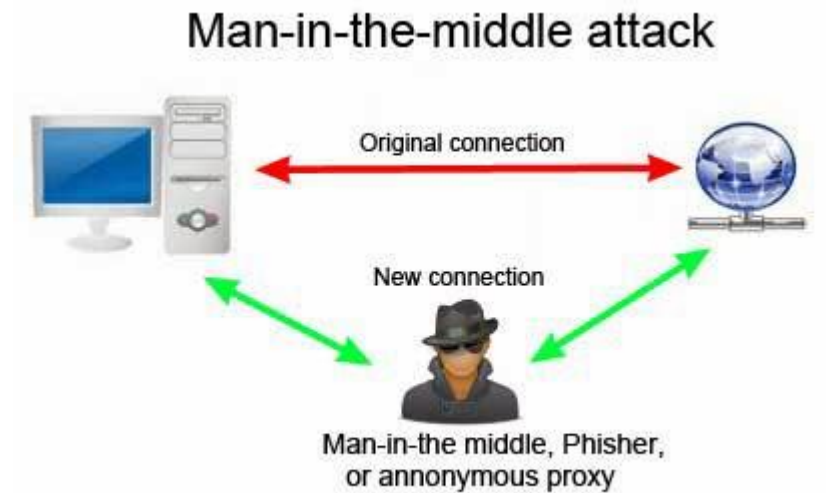 Man-in-the-middle attack
Original connection
New connection
Man-in-the middle, Phisher,
or annonymous proxy